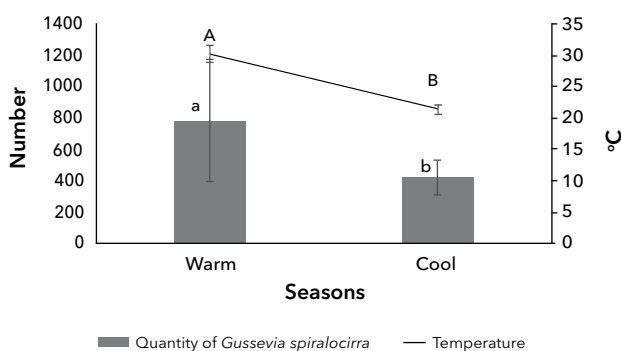 1400
1200
1000
800
600
400
200
0
Number
35
30
25
20
15
10
5
0
°C
A
B
a
b
Warm
Cool
Seasons
Quantity of Gussevia spiralocirra
Temperature